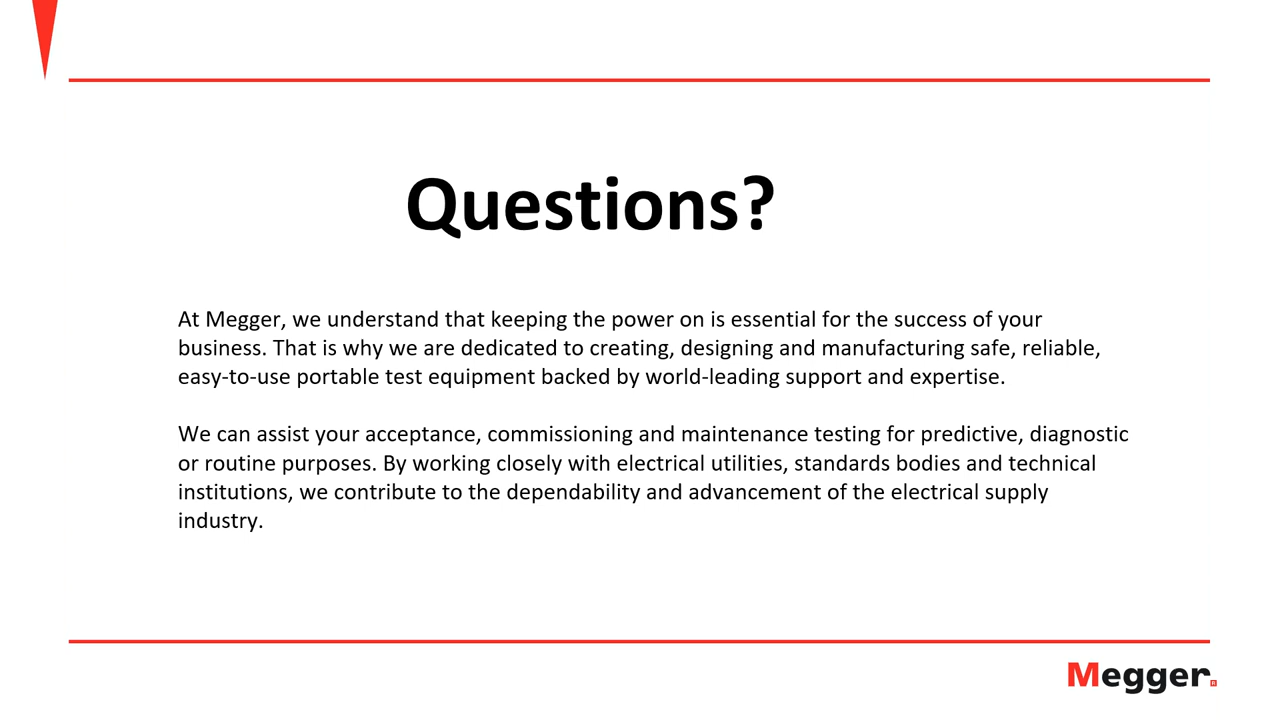 Questions?
At Megger, we understand that keeping the power on is essential for the success of your
business. That is why we are dedicated to creating, designing and manufacturing safe, reliable,
easy-to-use portable test equipment backed by world-leading support and expertise.
We can assist your acceptance, commissioning and maintenance testing for predictive, diagnostic
or routine purposes. By working closely with electrical utilities, standards bodies and technical
institutions, we contribute to the dependability and advancement of the electrical supply
industry.
Megger.